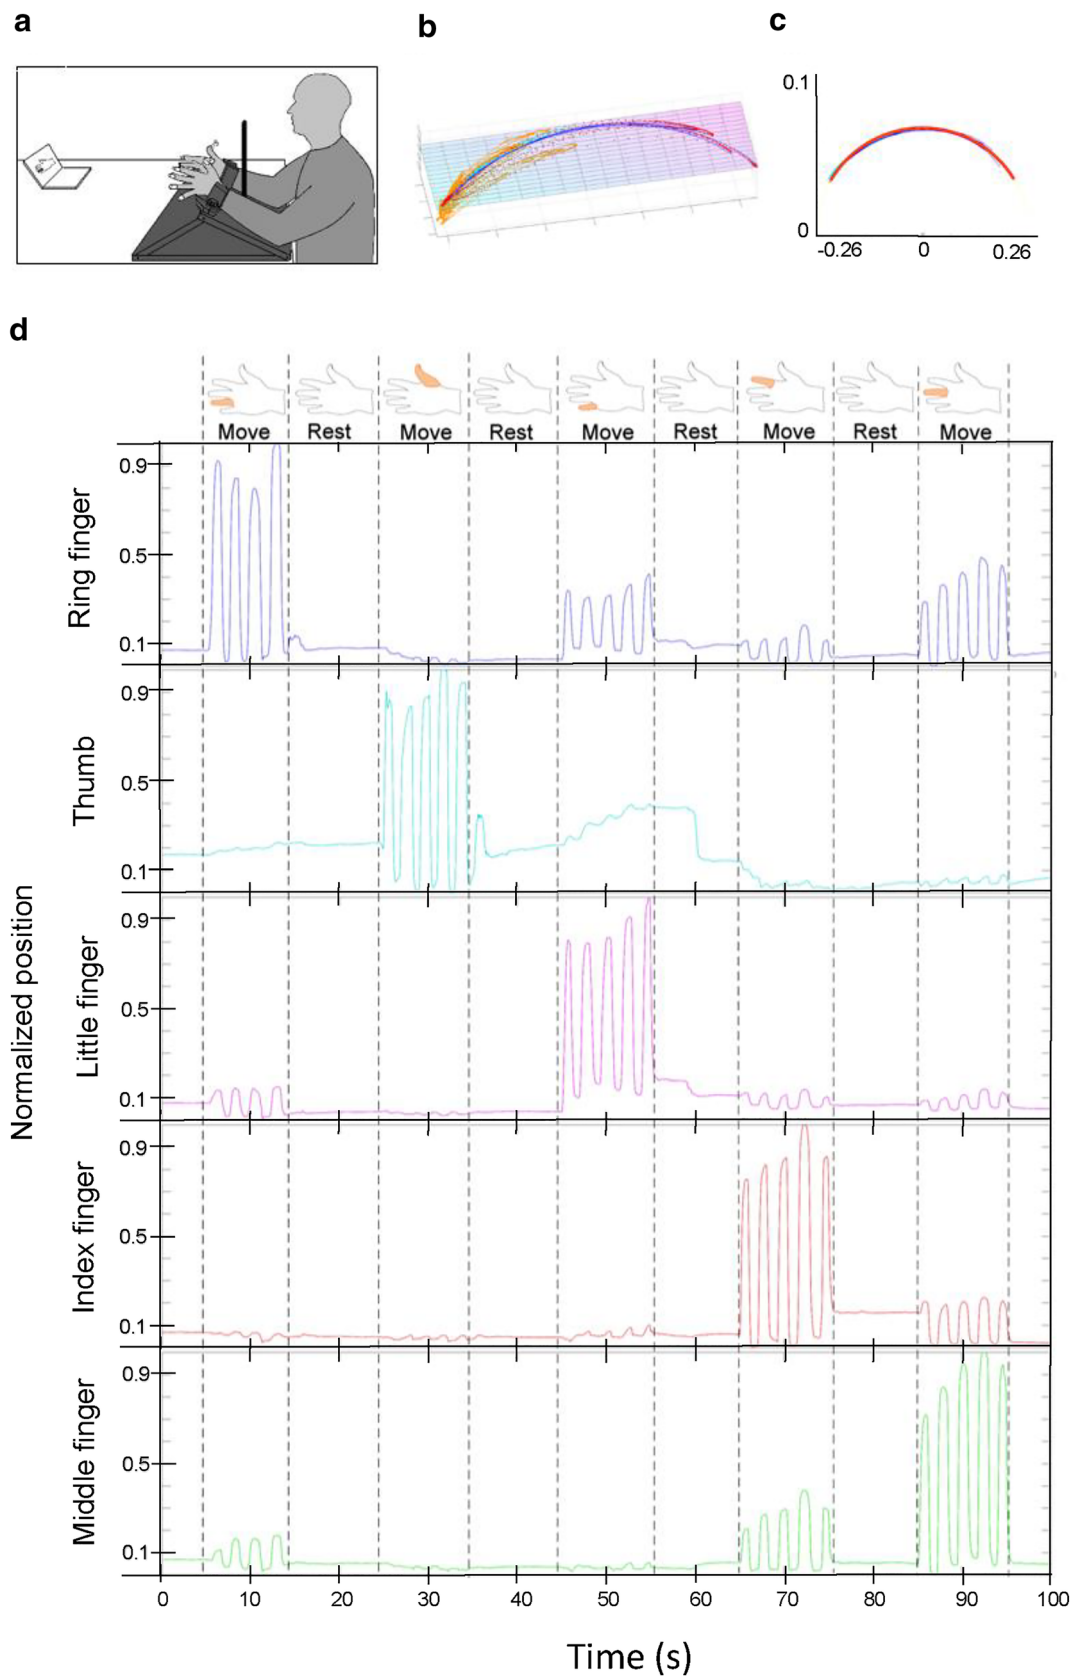 a
b
c
0.1
0
-0.26
0
0.26
d
Move
Rest
Move
Rest
Move
Rest
Move
Rest
Move
Normalized position
Ring finger
0.9
0.5
0.1
Thumb
0.9
0.5
0.1
Little finger
0.9
0.5
0.1
Index finger
0.9
0.5
0.1
Middle finger
0.9
0.5
0.1
0
10
20
30
40
50
60
70
80
90
100
Time (s)